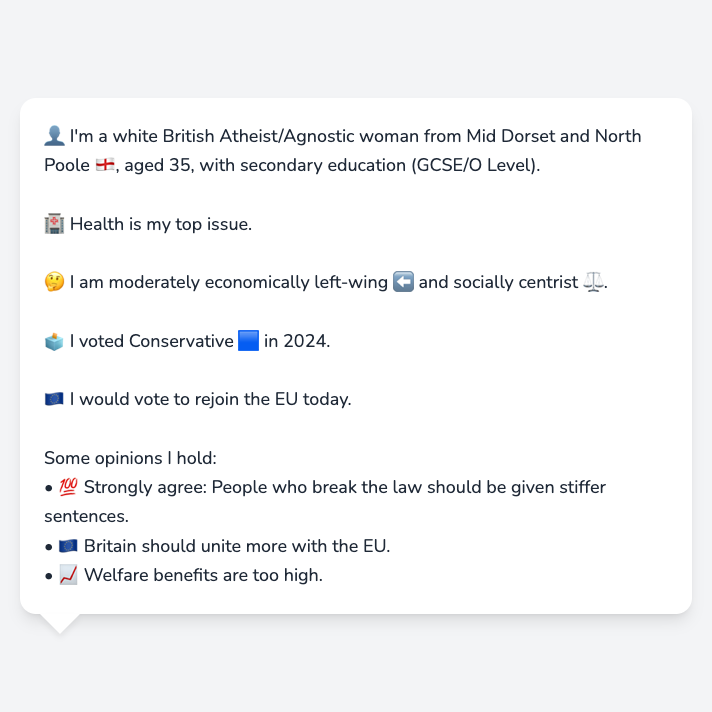 👤 I'm a white British Atheist/Agnostic woman from Mid Dorset and North
Poole 🏴󠁧󠁢󠁥󠁮󠁧󠁿, aged 35, with secondary education (GCSE/O Level).
🏥 Health is my top issue.
🤔 I am moderately economically left-wing ⬅️ and socially centrist ⚖️.
🗳️ I voted Conservative 🟦 in 2024.
🇪🇺 I would vote to rejoin the EU today.
Some opinions I hold:
• 💯 Strongly agree: People who break the law should be given stiffer
sentences.
• 🇪🇺 Britain should unite more with the EU.
• 📈 Welfare benefits are too high.